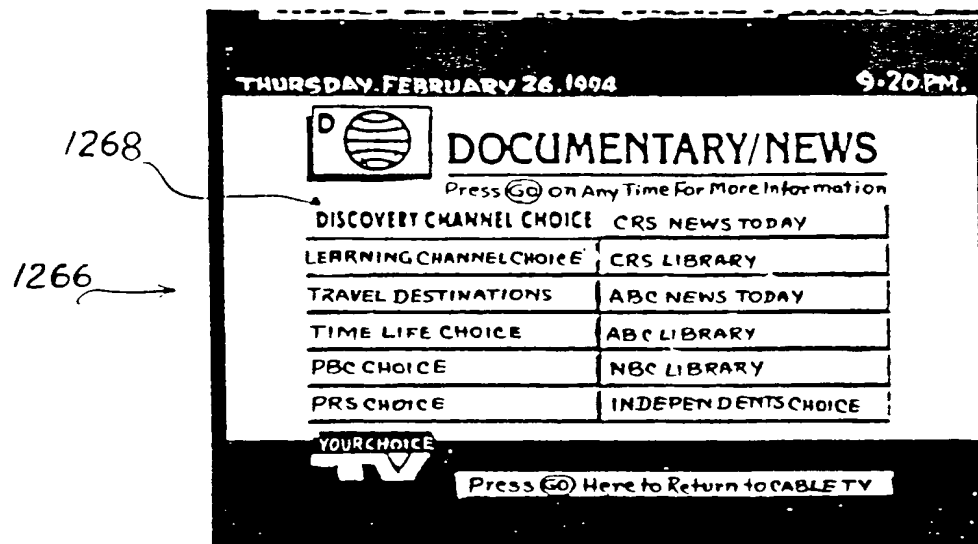 THURSDAY.FEBRUARY 26.1994 9:20.PM.
D
DOCUMENTARY/NEWS
1268
Press GO on Any Time For More Information
DISCOVERY CHANNEL CHOICE CRS NEWS TODAY
LEARNING CHANNEL CHOICE CRS LIBRARY
1266
TRAVEL DESTINATIONS ABC NEWS TODAY
TIME LIFE CHOICE ABC LIBRARY
PBC CHOICE NBC LIBRARY
PRS CHOICE INDEPENDENTS CHOICE
YOUR CHOICE
TV
Press GO Here to Return to CABLE TV